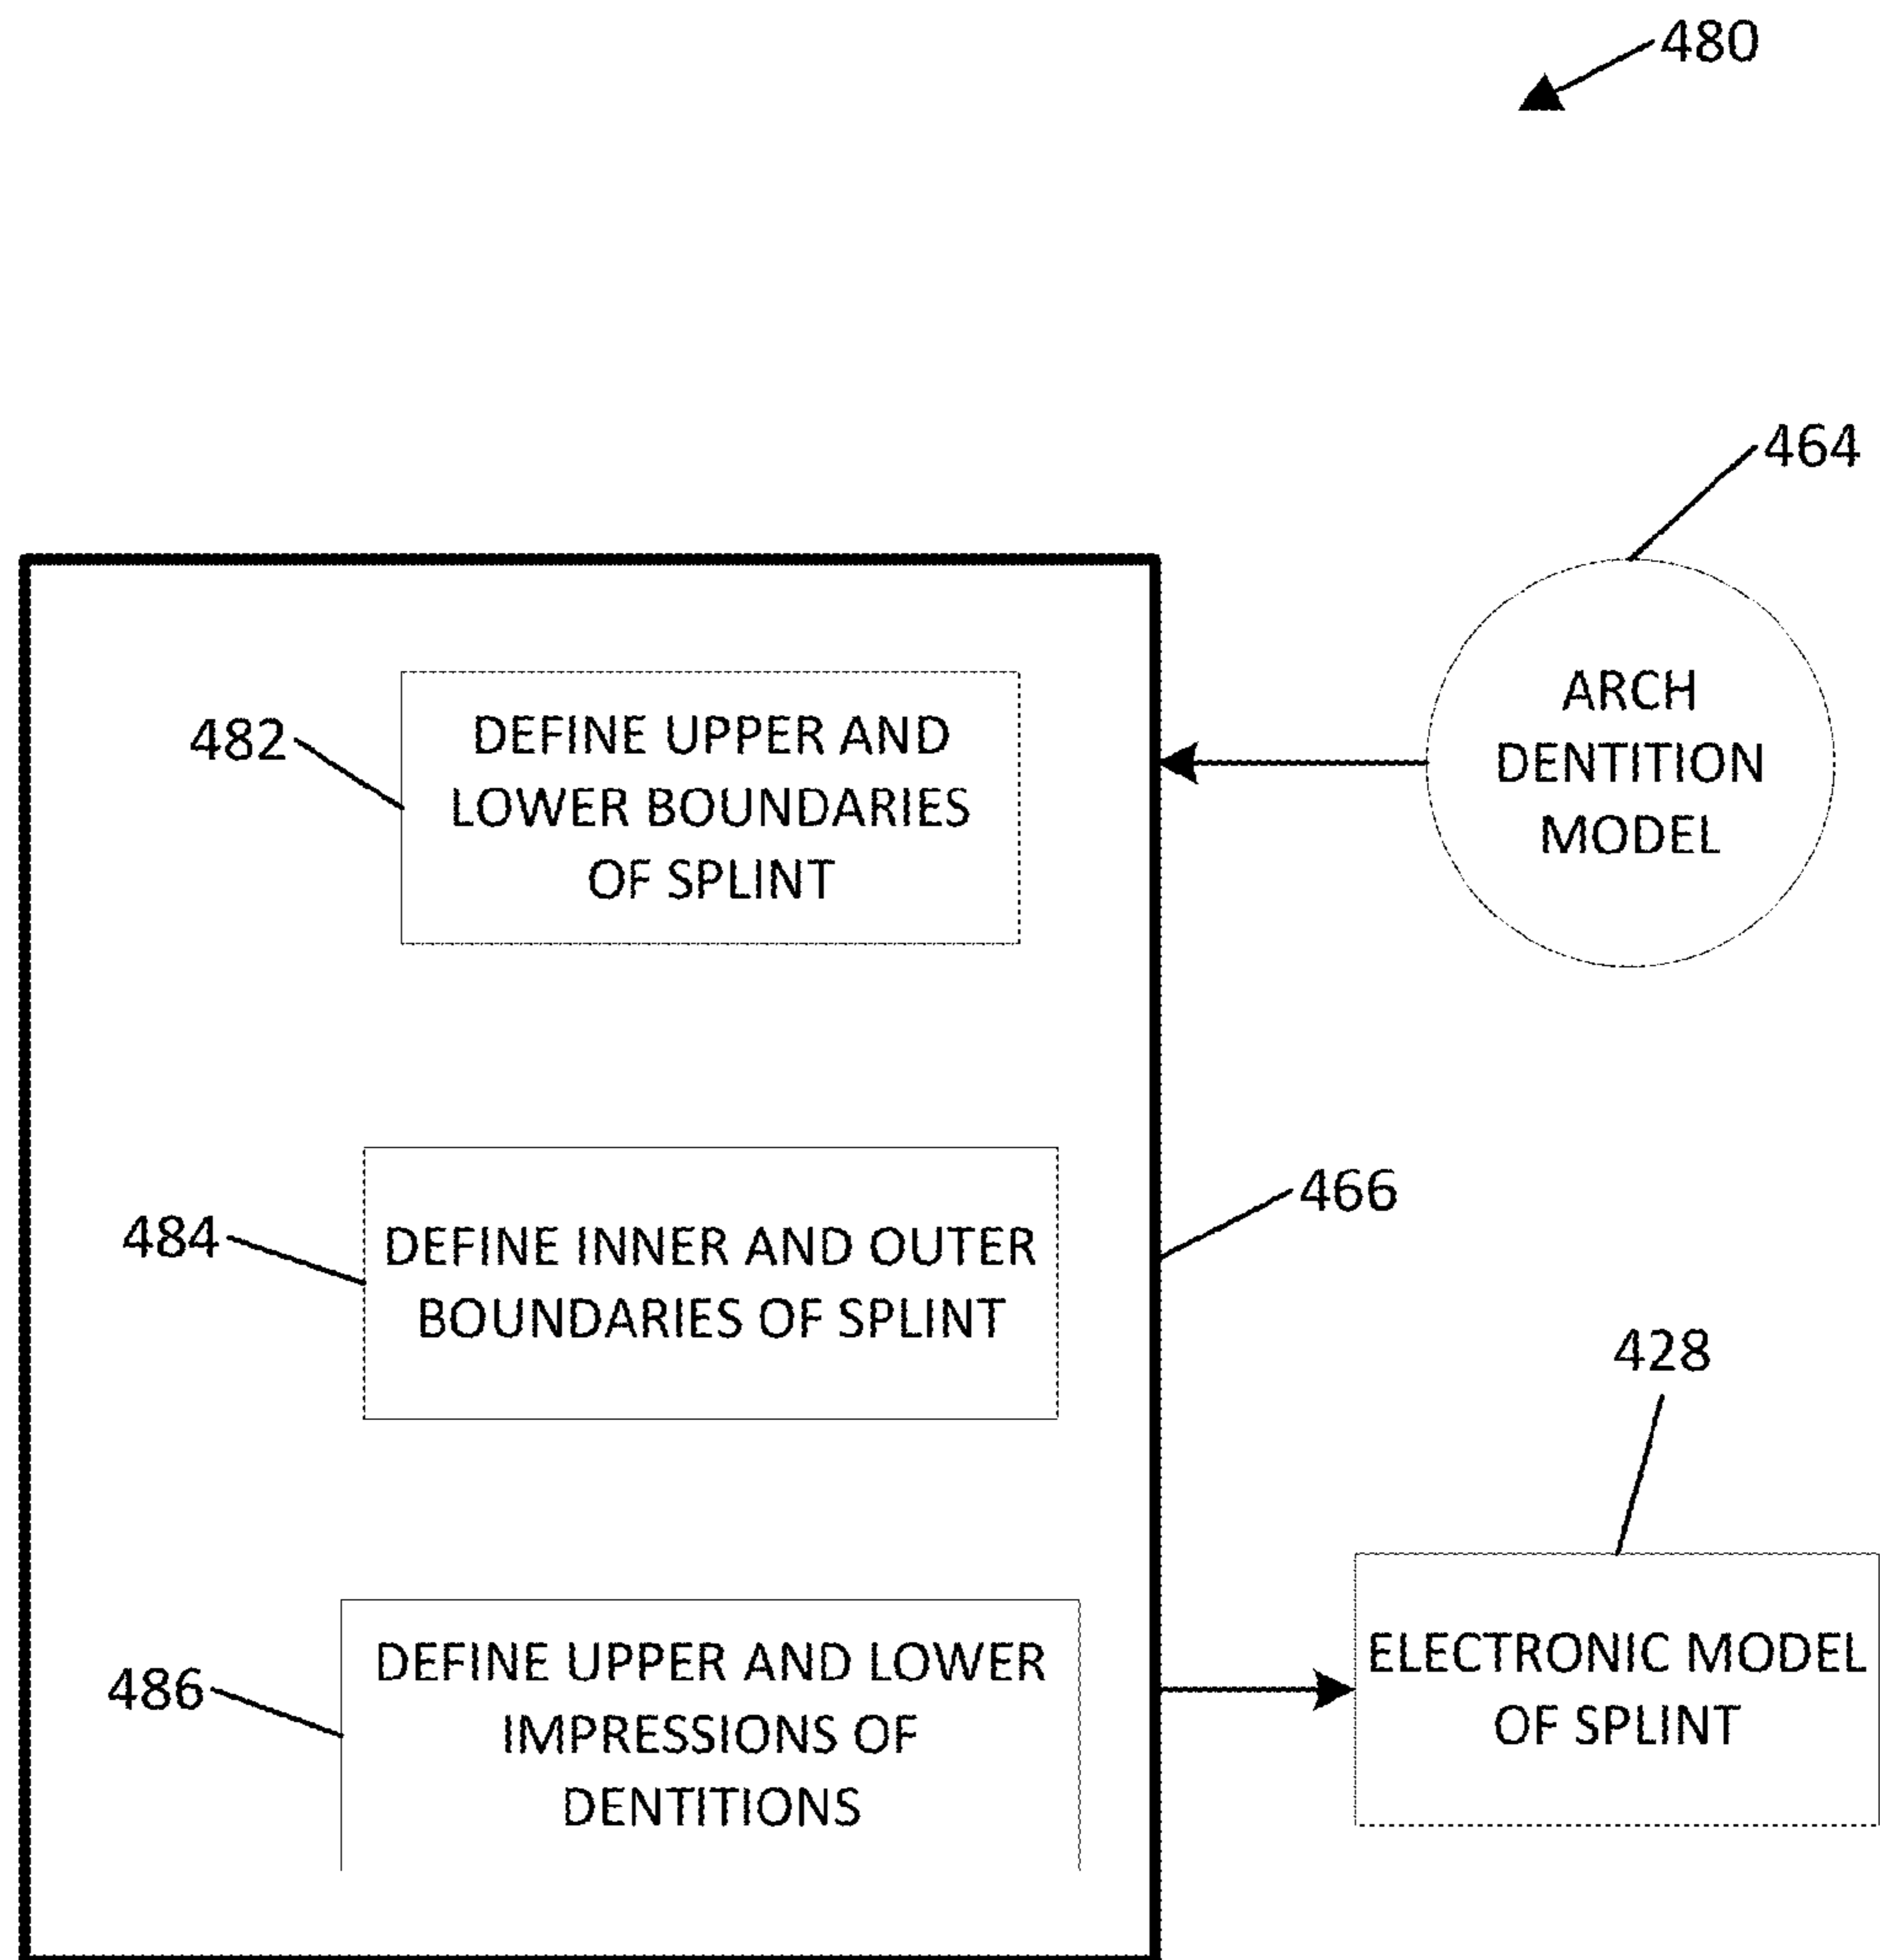 480
464
ARCH
DENTITION
MODEL
482
DEFINE UPPER AND
LOWER BOUNDARIES
OF SPLINT
484
DEFINE INNER AND OUTER
BOUNDARIES OF SPLINT
466
428
486
DEFINE UPPER AND LOWER
IMPRESSIONS OF
DENTITIONS
ELECTRONIC MODEL
OF SPLINT